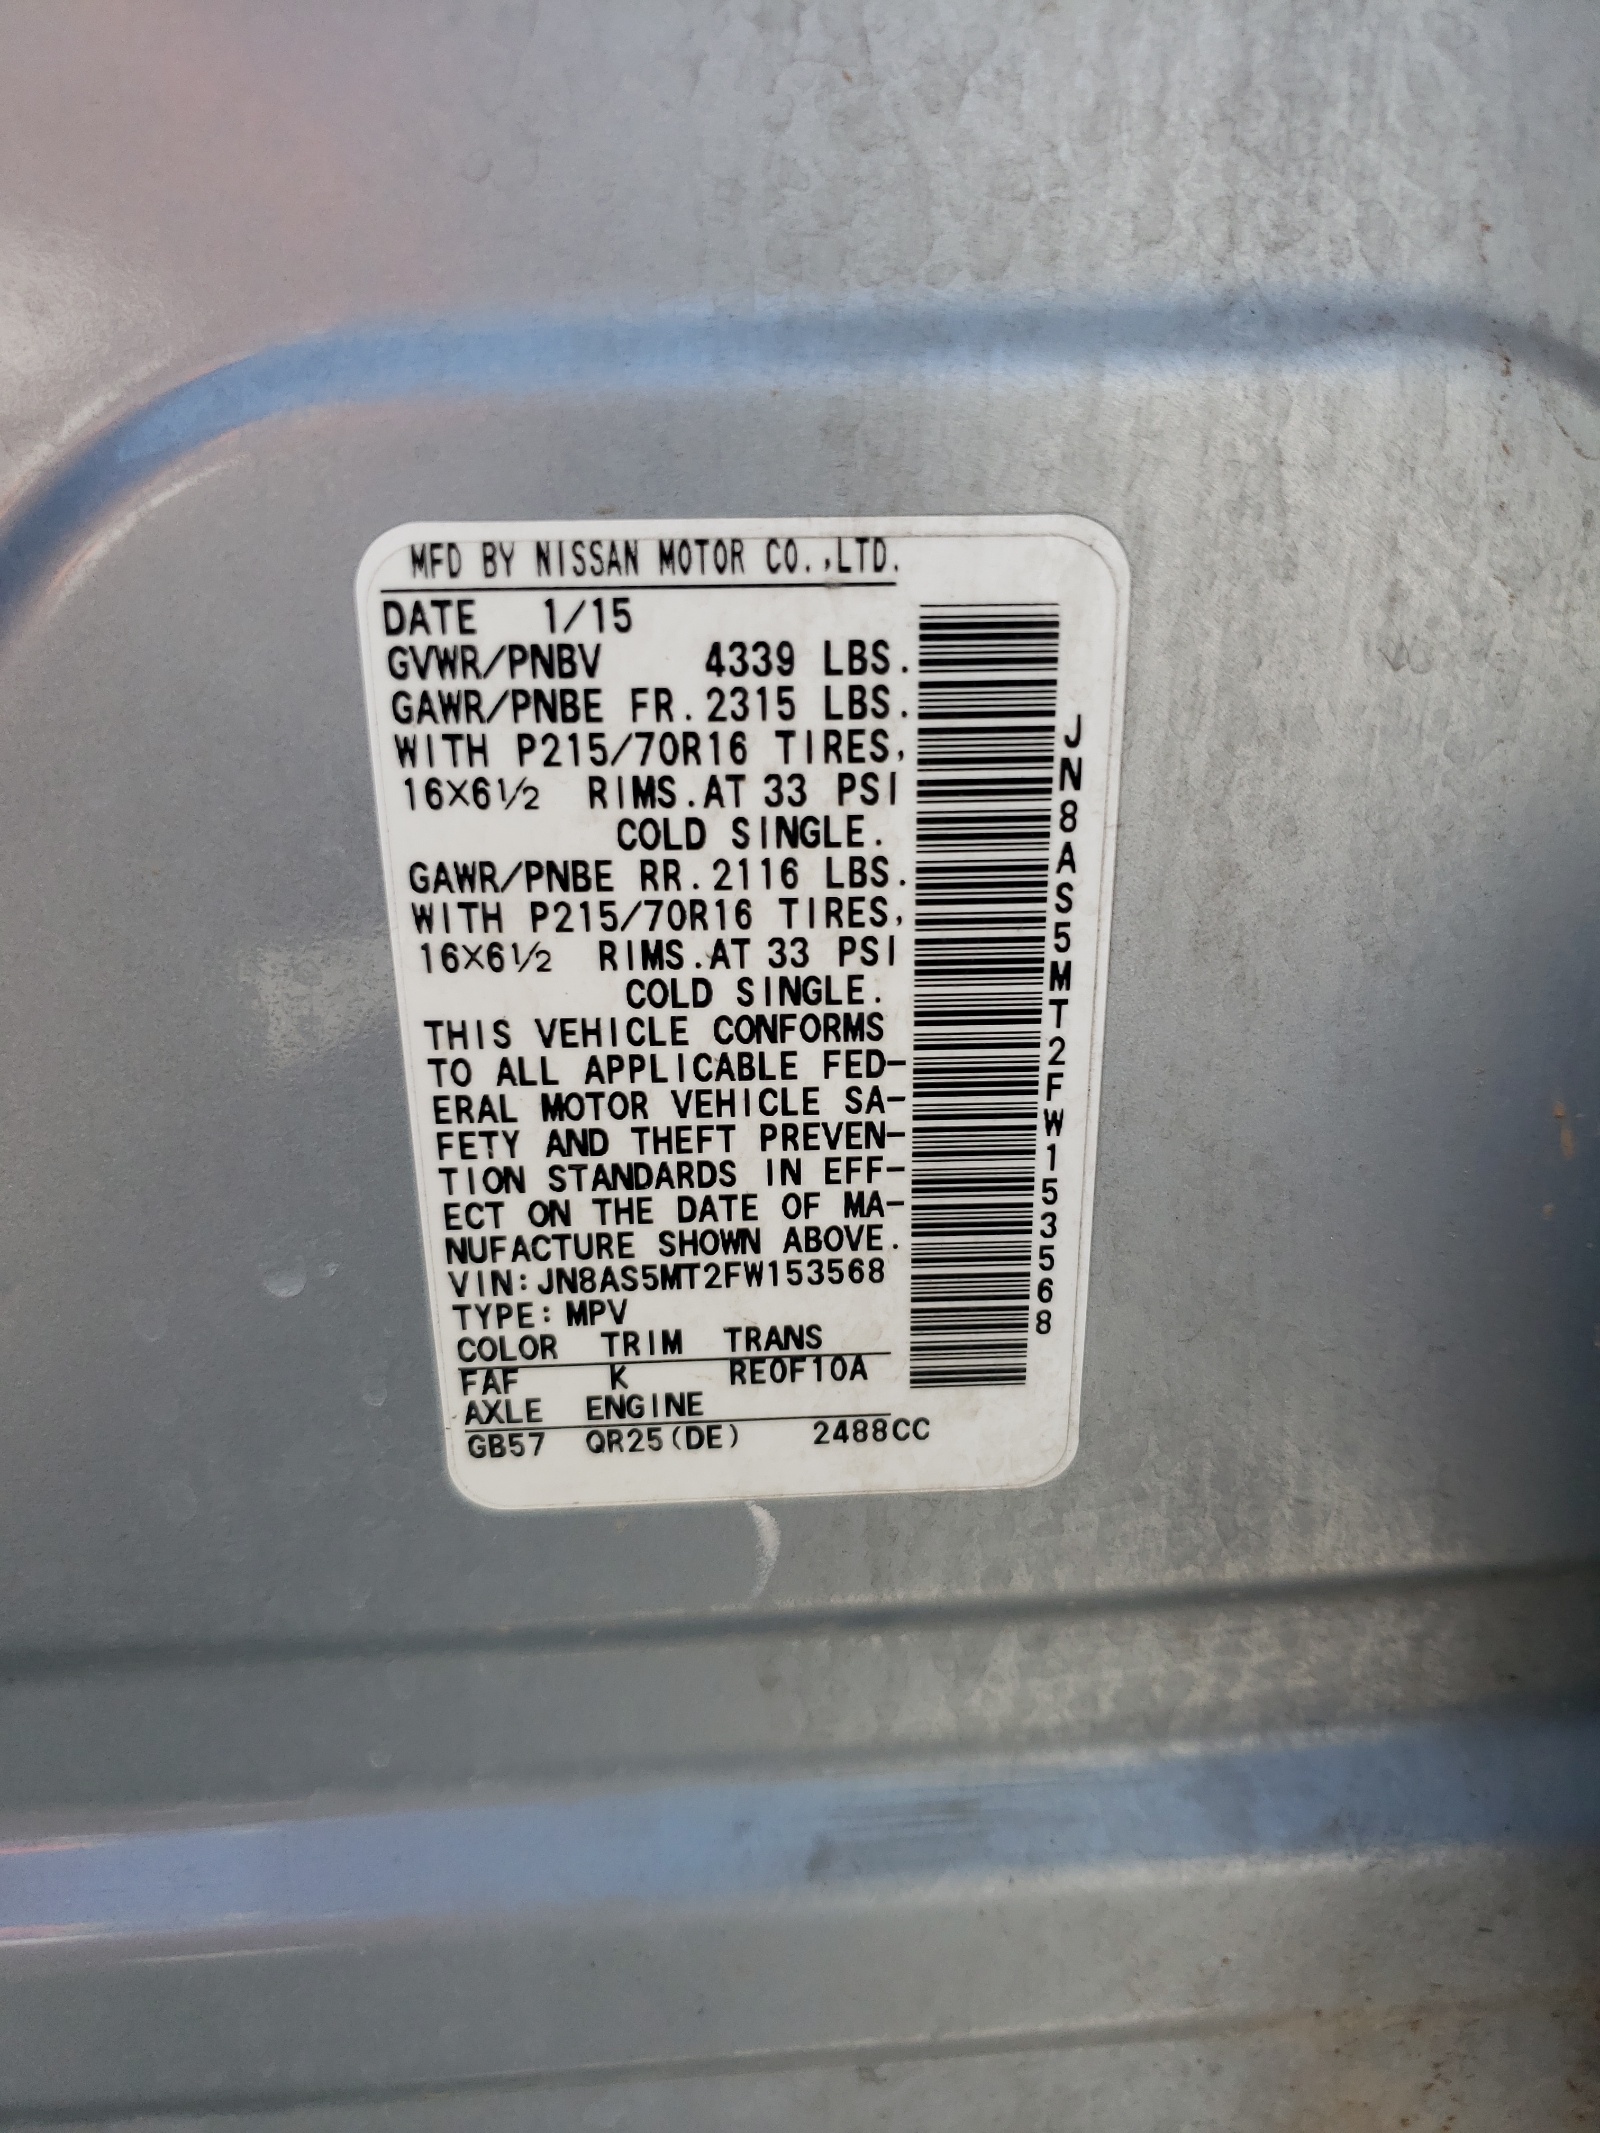 MFD BY NISSAN MOTOR CO.,LTD.
DATE 1/15
GVWR/PNBV 4339 LBS.
GAWR/PNBE FR.2315 LBS.
WITH P215/70R16 TIRES,
16×6½ RIMS.AT 33 PSI
COLD SINGLE.
GAWR/PNBE RR.2116 LBS.
WITH P215/70R16 TIRES,
16×6½ RIMS.AT 33 PSI
COLD SINGLE.
THIS VEHICLE CONFORMS
TO ALL APPLICABLE FED-
ERAL MOTOR VEHICLE SA-
FETY AND THEFT PREVEN-
TION STANDARDS IN EFF-
ECT ON THE DATE OF MA-
NUFACTURE SHOWN ABOVE.
VIN:JN8AS5MT2FW153568
TYPE:MPV
COLOR TRIM TRANS
FAF K RE0F10A
AXLE ENGINE
GB57 QR25(DE) 2488CC
JN8AS5MT2FW153568